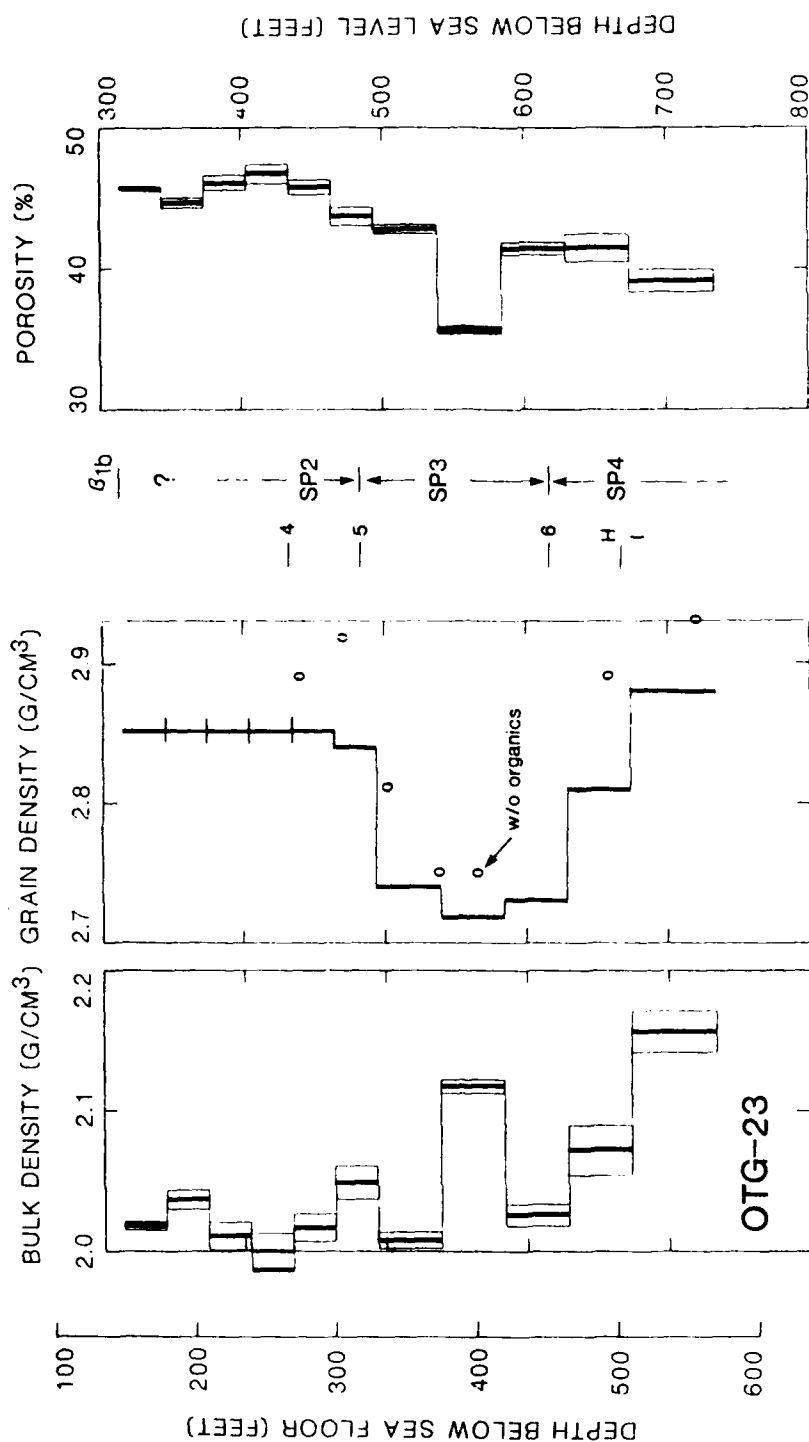 DEPTH BELOW SEA LEVEL (FEET)
300 400 500 600 700 800
POROSITY (%)
50
40
30
β1b
?
SP2
SP3
SP4
4
5
6
H
I
GRAIN DENSITY (G/CM³)
2.9
2.8
2.7
w/o organics
BULK DENSITY (G/CM³)
2.2
2.1
2.0
OTG-23
100 200 300 400 500 600
DEPTH BELOW SEA FLOOR (FEET)